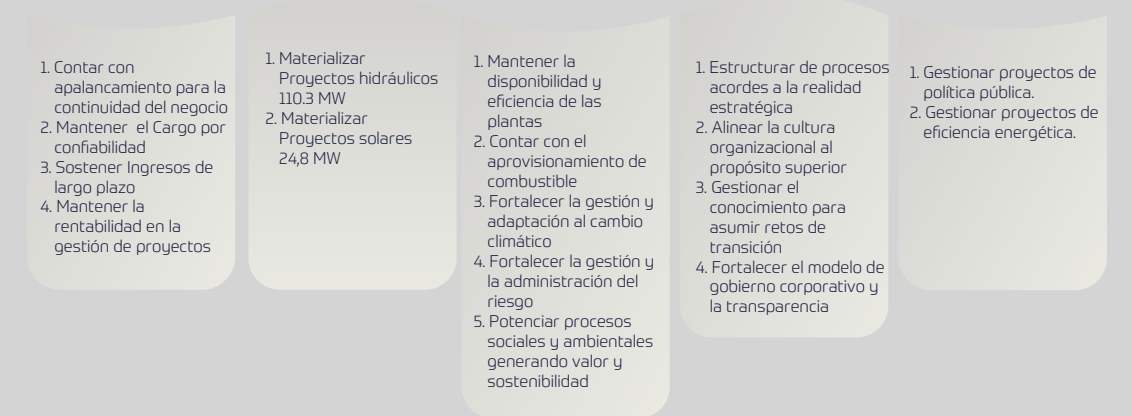 1. Contar con
apalancamiento para la
continuidad del negocio
2. Mantener el Cargo por
confiabilidad
3. Sostener Ingresos de
largo plazo
4. Mantener la
rentabilidad en la
gestión de proyectos
1. Materializar
Proyectos hidráulicos
110.3 MW
2. Materializar
Proyectos solares
24,8 MW
1. Mantener la
disponibilidad y
eficiencia de las
plantas
2. Contar con el
aprovisionamiento de
combustible
3. Fortalecer la gestión y
adaptación al cambio
climático
4. Fortalecer la gestión y
la administración del
riesgo
5. Potenciar procesos
sociales y ambientales
generando valor y
sostenibilidad
1. Estructurar de procesos
acordes a la realidad
estratégica
2. Alinear la cultura
organizacional al
propósito superior
3. Gestionar el
conocimiento para
asumir retos de
transición
4. Fortalecer el modelo de
gobierno corporativo y
la transparencia
1. Gestionar proyectos de
política pública.
2. Gestionar proyectos de
eficiencia energética.